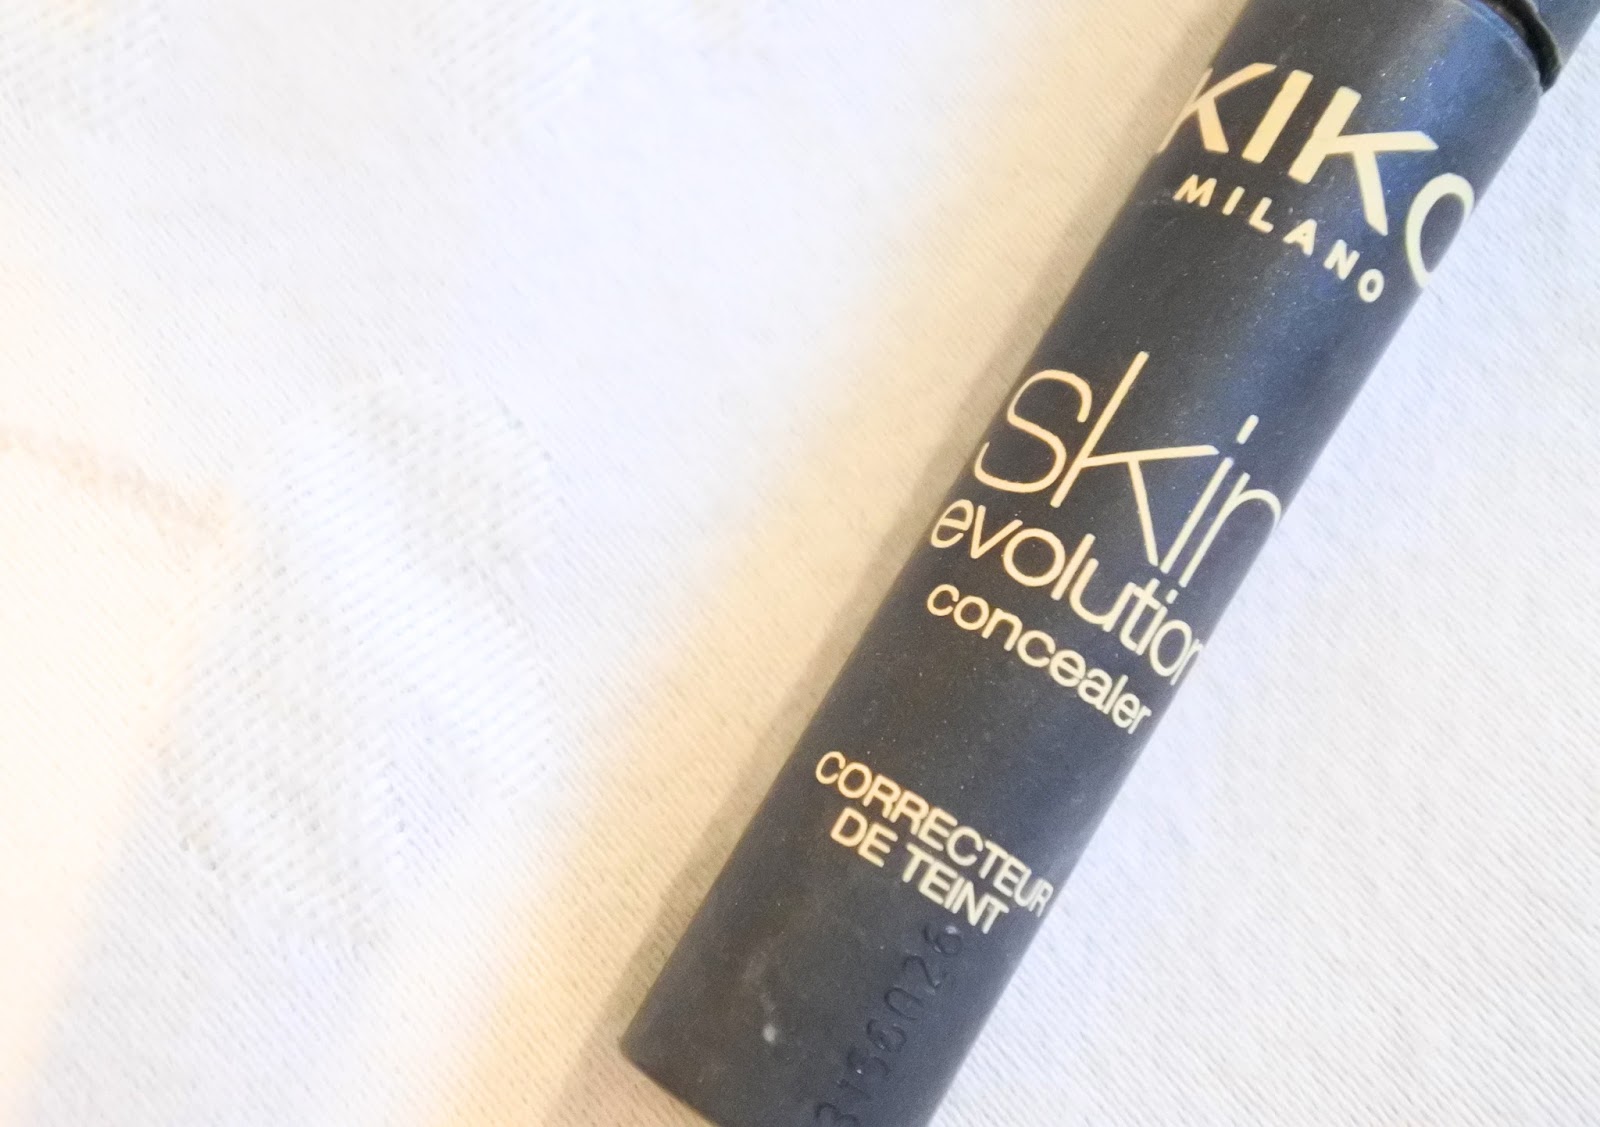 KIKO
MILANO
skin
evolution
concealer
CORRECTEUR
DE TEINT